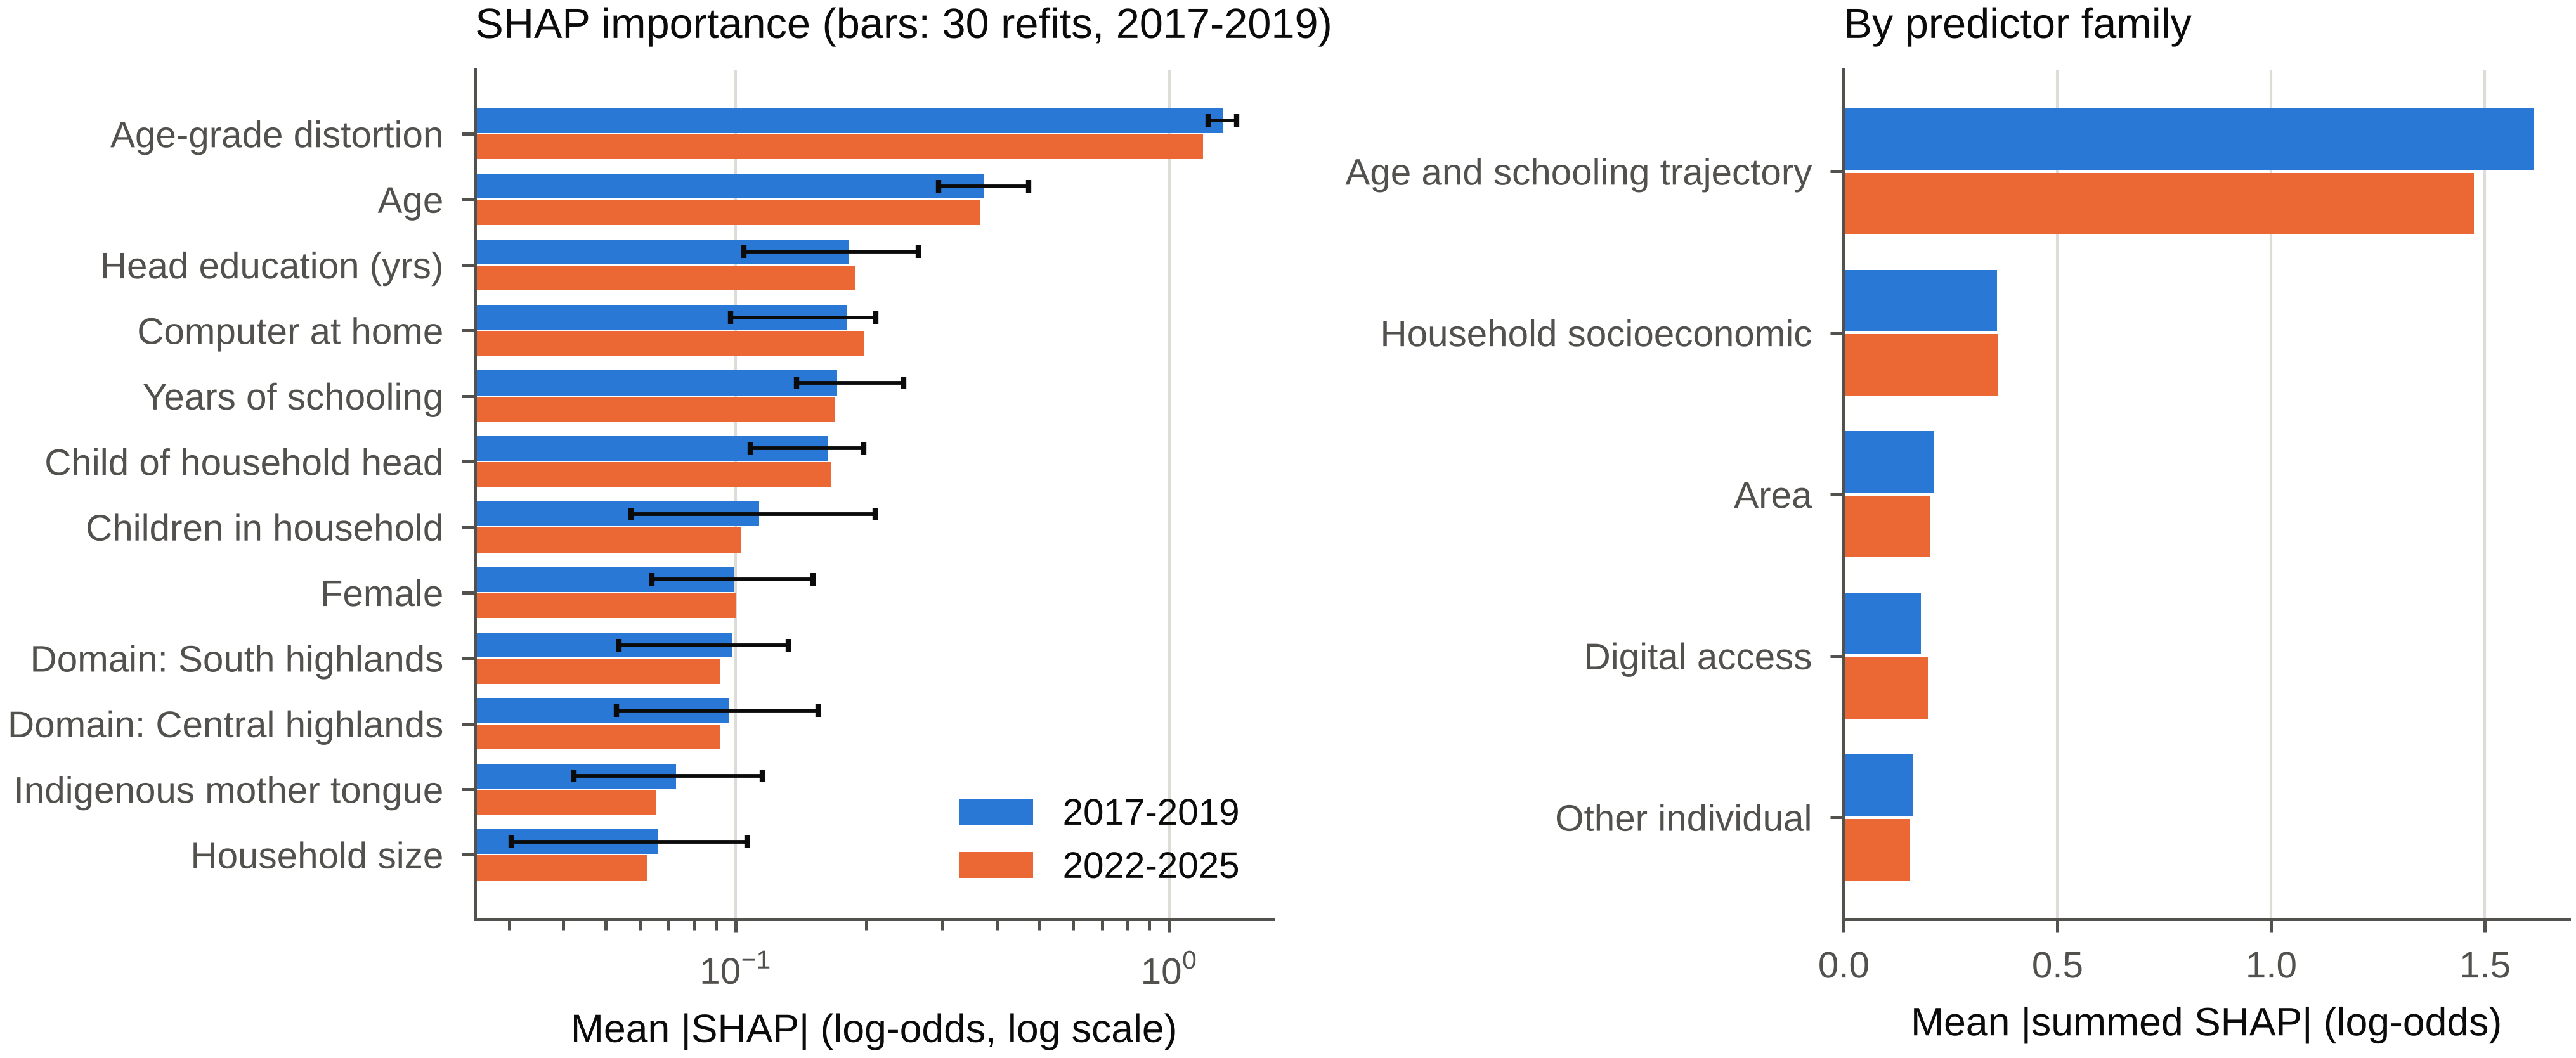 SHAP importance (bars: 30 refits, 2017-2019)
Age-grade distortion
Age
Head education (yrs)
Computer at home
Years of schooling
Child of household head
Children in household
Female
Domain: South highlands
Domain: Central highlands
Indigenous mother tongue
Household size
2017-2019
2022-2025
10⁻¹
10⁰
Mean |SHAP| (log-odds, log scale)
By predictor family
Age and schooling trajectory
Household socioeconomic
Area
Digital access
Other individual
0.0
0.5
1.0
1.5
Mean |summed SHAP| (log-odds)